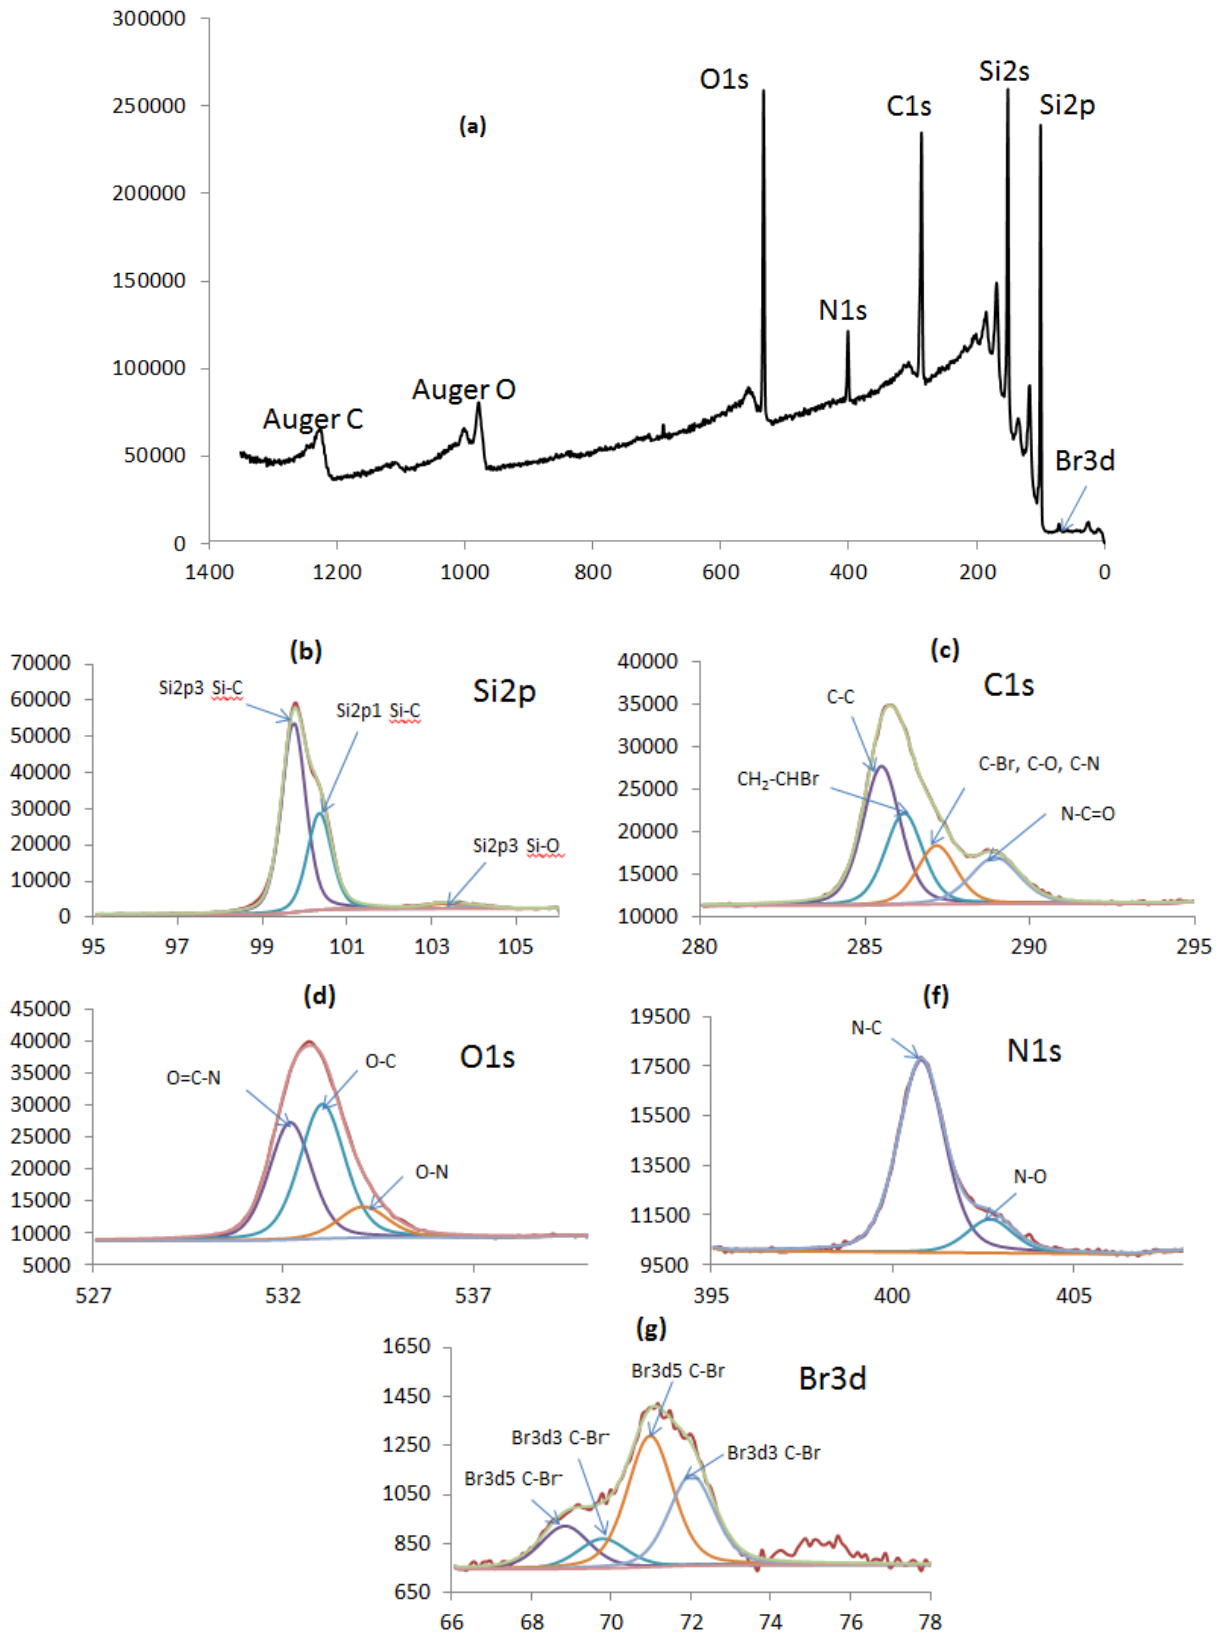 300000
250000
200000
150000
100000
50000
0
(a)
O1s
N1s
C1s
Si2s
Si2p
Auger C
Auger O
Br3d
1400 1200 1000 800 600 400 200 0
(b)
Si2p
70000
60000
50000
40000
30000
20000
10000
0
Si2p3 Si-C
Si2p1 Si-C
Si2p3 Si-O
95 97 99 101 103 105
(c)
C1s
40000
35000
30000
25000
20000
15000
10000
C-C
CH₂-CHBr
C-Br, C-O, C-N
N-C=O
280 285 290 295
(d)
O1s
45000
40000
35000
30000
25000
20000
15000
10000
5000
O=C-N
O-C
O-N
527 532 537
(f)
N1s
19500
17500
15500
13500
11500
9500
N-C
N-O
395 400 405
(g)
Br3d
1650
1450
1250
1050
850
650
Br3d5 C-Br
Br3d3 C-Br⁻
Br3d5 C-Br⁻
Br3d3 C-Br
66 68 70 72 74 76 78